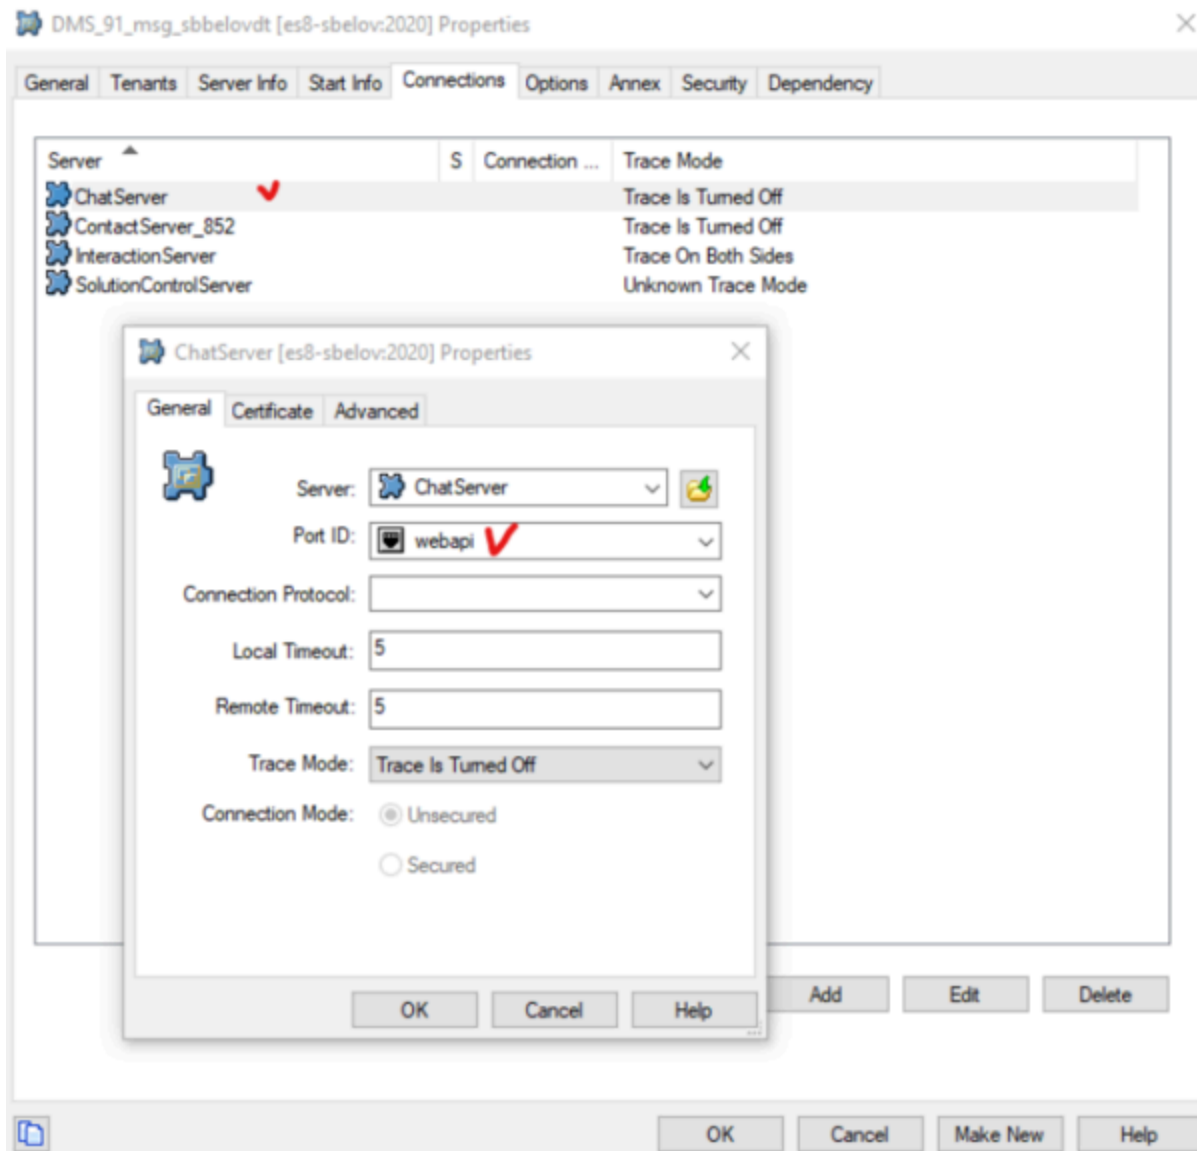 DMS_91_msg_sbbelovdt [es8-sbelov:2020] Properties
General Tenants Server Info Start Info Connections Options Annex Security Dependency
Server S Connection ... Trace Mode
ChatServer Trace Is Turned Off
ContactServer_852 Trace Is Turned Off
InteractionServer Trace On Both Sides
SolutionControlServer Unknown Trace Mode
ChatServer [es8-sbelov:2020] Properties
General Certificate Advanced
Server: ChatServer
Port ID: webapi
Connection Protocol:
Local Timeout: 5
Remote Timeout: 5
Trace Mode: Trace Is Turned Off
Connection Mode: Unsecured
Secured
OK Cancel Help
Add Edit Delete
OK Cancel Make New Help